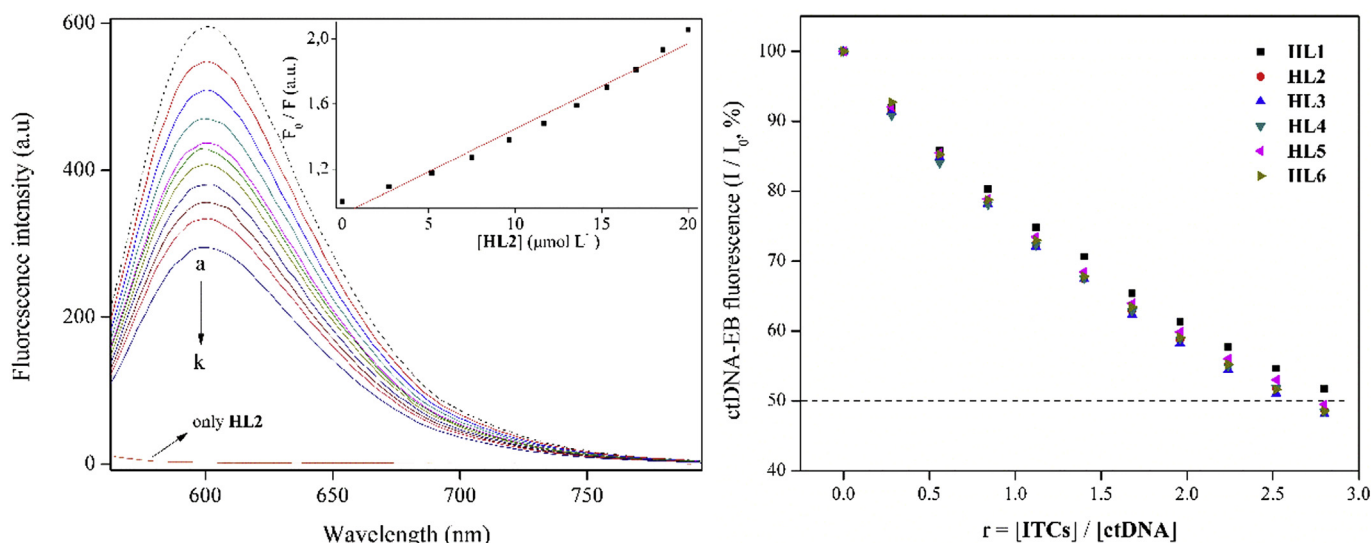 600
400
200
0
Fluorescence intensity (a.u)
600
650
700
750
Wavelength (nm)
a
k
only HL2
2,0
1.6
1.2
F0 / F (a.u.)
0
5
10
15
20
[HL2] (μmol L-)
100
90
80
70
60
50
40
ctDNA-EB fluorescence (I / I0, %)
0.0
0.5
1.0
1.5
2.0
2.5
3.0
r = [ITCs] / [ctDNA]
HL1
HL2
HL3
HL4
HL5
HL6